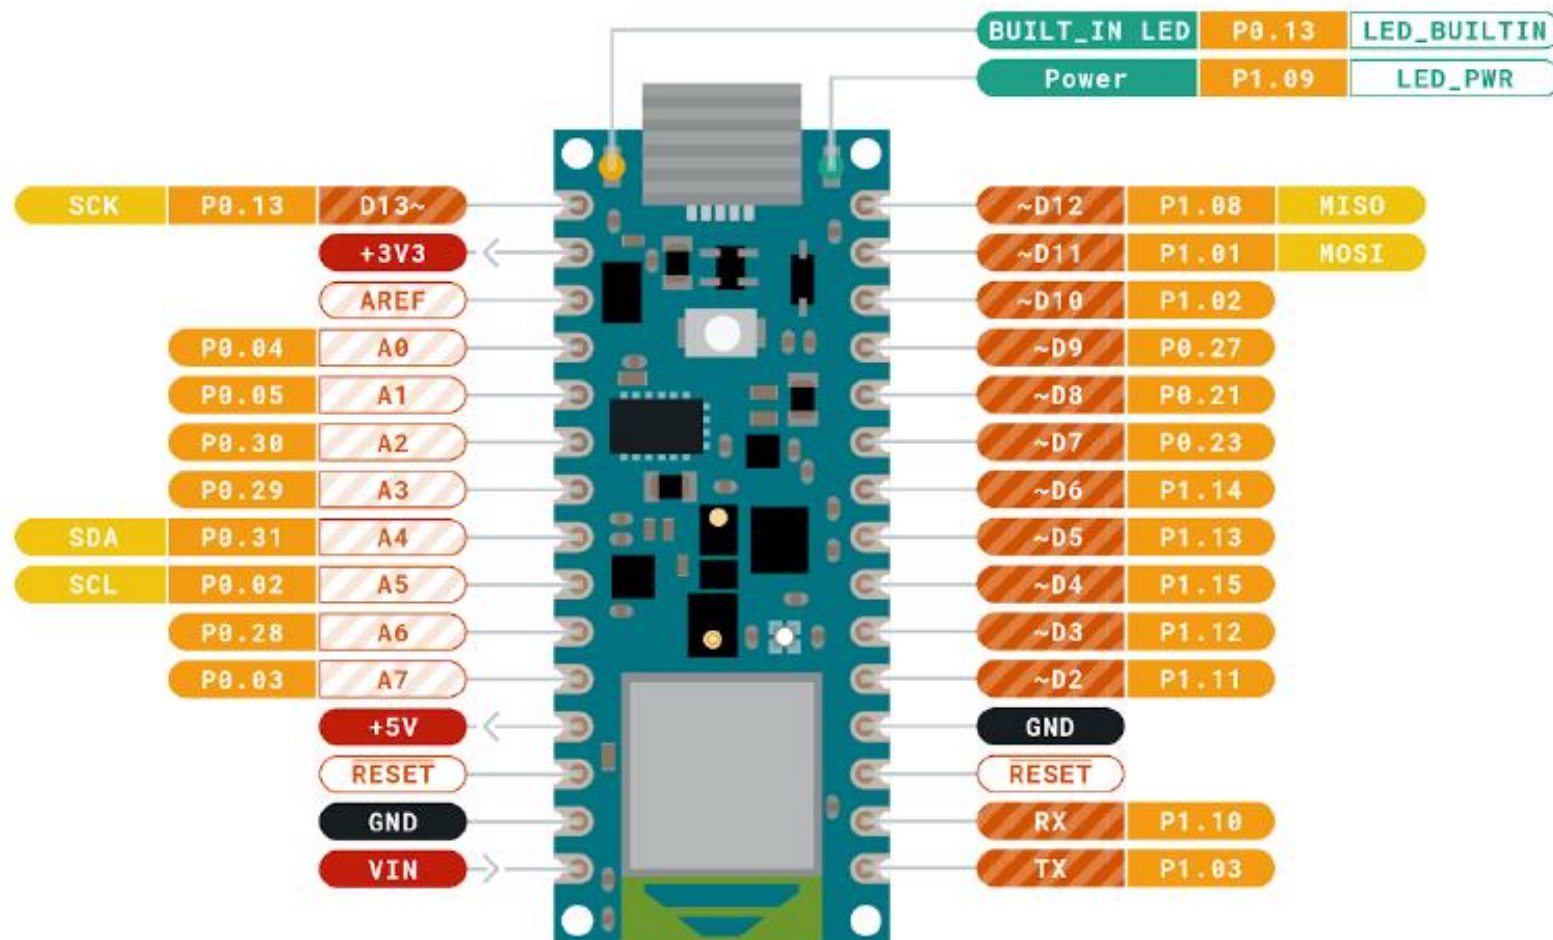 BUILT_IN LED P0.13 LED_BUILTIN
Power P1.09 LED_PWR
SCK P0.13 D13~
+3V3
AREF
P0.04 A0
P0.05 A1
P0.30 A2
P0.29 A3
SDA P0.31 A4
SCL P0.02 A5
P0.28 A6
P0.03 A7
+5V
RESET
GND
VIN
~D12 P1.08 MISO
~D11 P1.01 MOSI
~D10 P1.02
~D9 P0.27
~D8 P0.21
~D7 P0.23
~D6 P1.14
~D5 P1.13
~D4 P1.15
~D3 P1.12
~D2 P1.11
GND
RESET
RX P1.10
TX P1.03